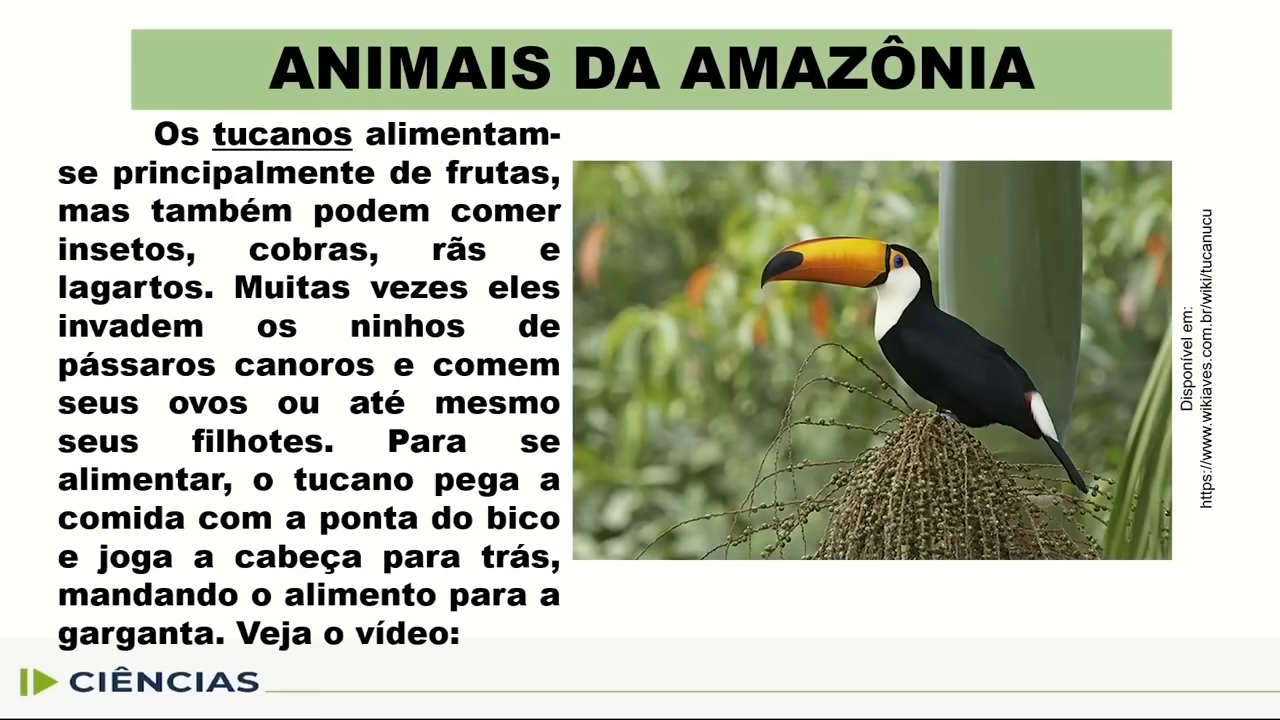 ANIMAIS DA AMAZÔNIA
Os tucanos alimentam-
se principalmente de frutas,
mas também podem comer
insetos, cobras, rãs e
lagartos. Muitas vezes eles
invadem os ninhos de
pássaros canoros e comem
seus ovos ou até mesmo
seus filhotes. Para se
alimentar, o tucano pega a
comida com a ponta do bico
e joga a cabeça para trás,
mandando o alimento para a
garganta. Veja o vídeo:
Disponível em:
https://www.wikiaves.com.br/wiki/tucanucu
CIÊNCIAS